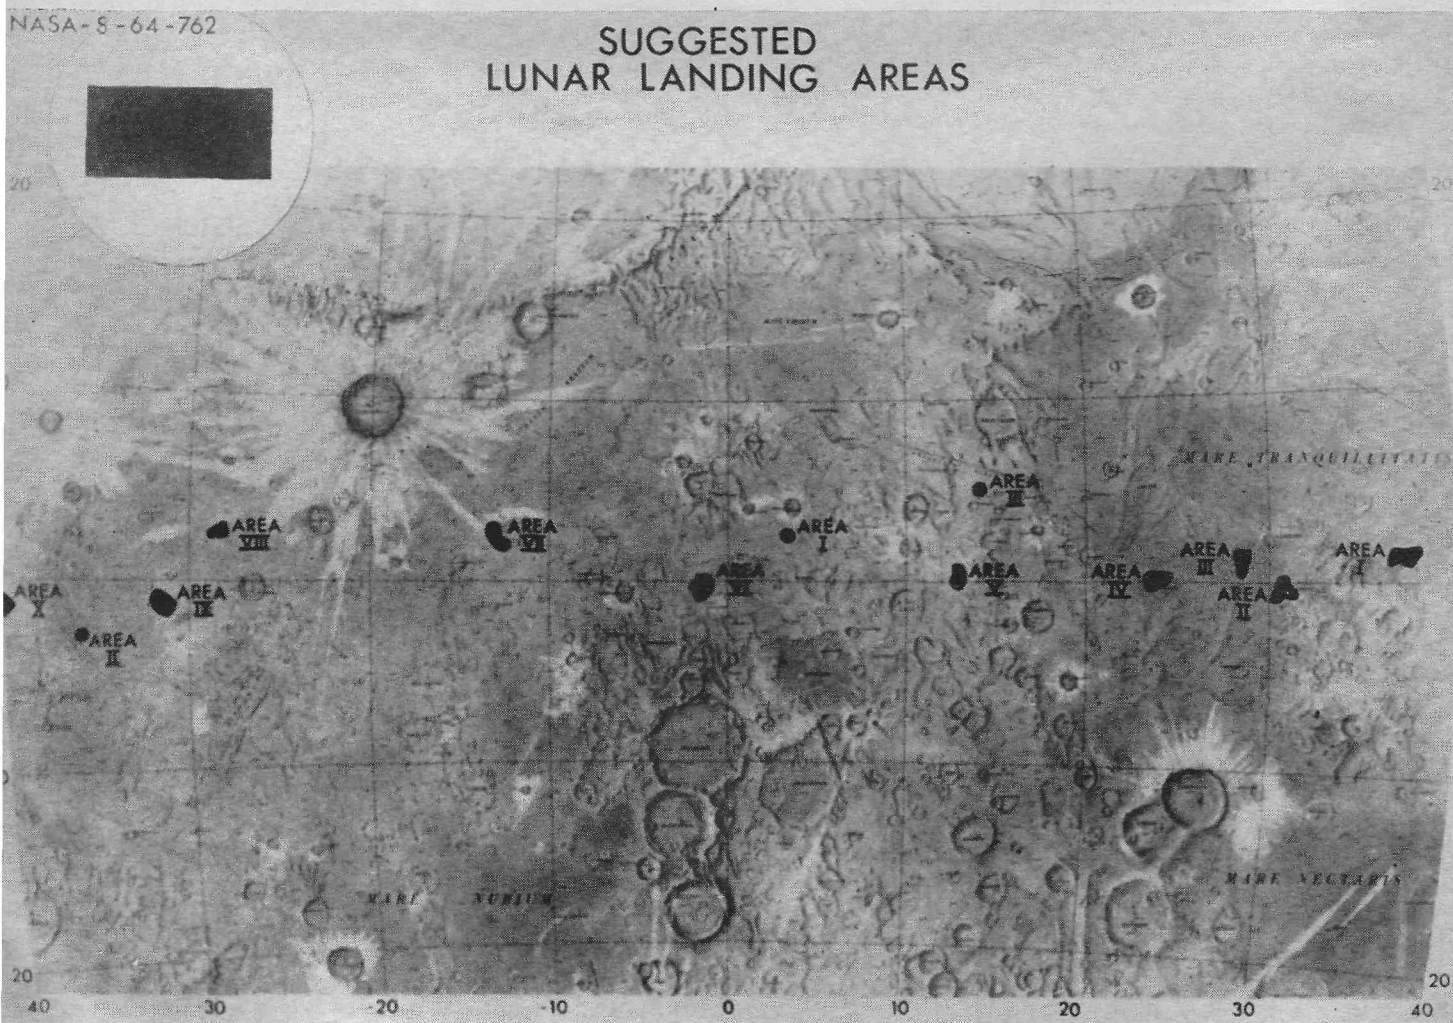 NASA-S-64-762
SUGGESTED
LUNAR LANDING AREAS
20
20
MARE TRANQUILLITATIS
AREA
III
AREA
VIII
AREA
VII
AREA
I
AREA
III
AREA
I
AREA
X
AREA
IX
AREA
VI
AREA
V
AREA
IV
AREA
II
AREA
II
MARE NUBIUM
MARE NECTARIS
20
20
40 -30 -20 -10 0 10 20 30 40